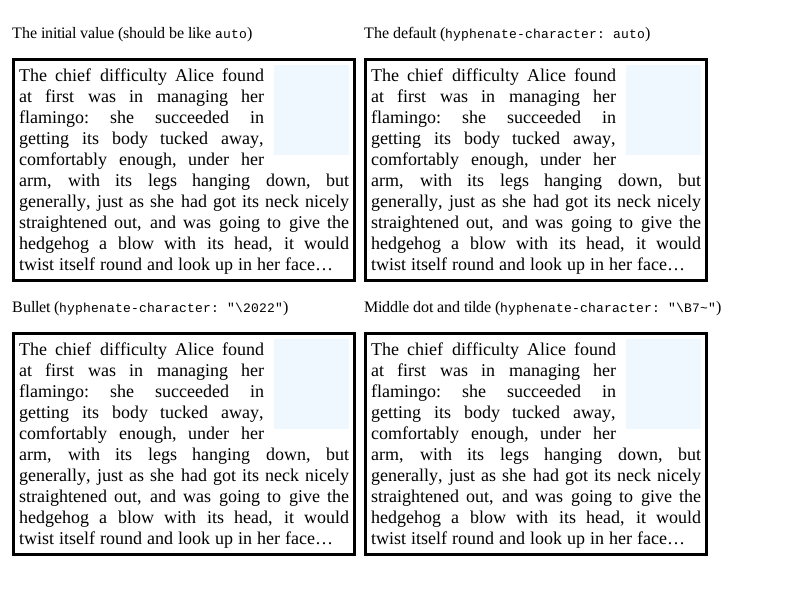 The initial value (should be like auto)
The chief difficulty Alice found
at first was in managing her
flamingo: she succeeded in
getting its body tucked away,
comfortably enough, under her
arm, with its legs hanging down, but
generally, just as she had got its neck nicely
straightened out, and was going to give the
hedgehog a blow with its head, it would
twist itself round and look up in her face…
The default (hyphenate-character: auto)
The chief difficulty Alice found
at first was in managing her
flamingo: she succeeded in
getting its body tucked away,
comfortably enough, under her
arm, with its legs hanging down, but
generally, just as she had got its neck nicely
straightened out, and was going to give the
hedgehog a blow with its head, it would
twist itself round and look up in her face…
Bullet (hyphenate-character: "\2022")
The chief difficulty Alice found
at first was in managing her
flamingo: she succeeded in
getting its body tucked away,
comfortably enough, under her
arm, with its legs hanging down, but
generally, just as she had got its neck nicely
straightened out, and was going to give the
hedgehog a blow with its head, it would
twist itself round and look up in her face…
Middle dot and tilde (hyphenate-character: "\B7~")
The chief difficulty Alice found
at first was in managing her
flamingo: she succeeded in
getting its body tucked away,
comfortably enough, under her
arm, with its legs hanging down, but
generally, just as she had got its neck nicely
straightened out, and was going to give the
hedgehog a blow with its head, it would
twist itself round and look up in her face…